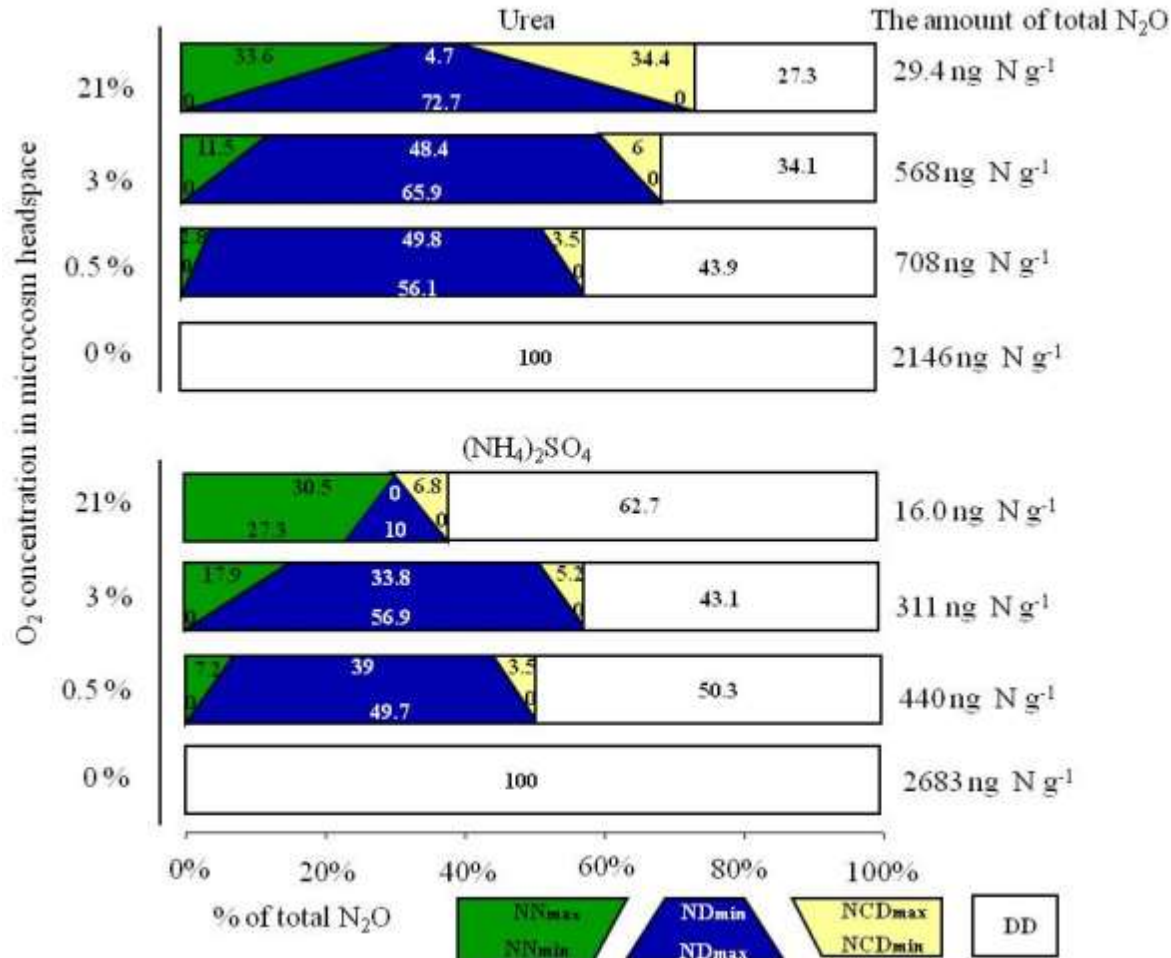 Urea
The amount of total N₂O
O₂ concentration in microcosm headspace
21%
33.6
4.7
34.4
0
72.7
0
27.3
29.4 ng N g⁻¹
3 %
11.5
48.4
6
0
65.9
0
34.1
568 ng N g⁻¹
0.5 %
49.8
3.5
0
56.1
0
43.9
708 ng N g⁻¹
0 %
100
2146 ng N g⁻¹
(NH₄)₂SO₄
21%
30.5
0
6.8
27.3
10
0
62.7
16.0 ng N g⁻¹
3 %
17.9
33.8
5.2
0
56.9
0
43.1
311 ng N g⁻¹
0.5 %
7.2
39
3.5
0
49.7
0
50.3
440 ng N g⁻¹
0 %
100
2683 ng N g⁻¹
0%
20%
40%
60%
80%
100%
% of total N₂O
NNmax
NNmin
NDmin
NDmax
NCDmax
NCDmin
DD